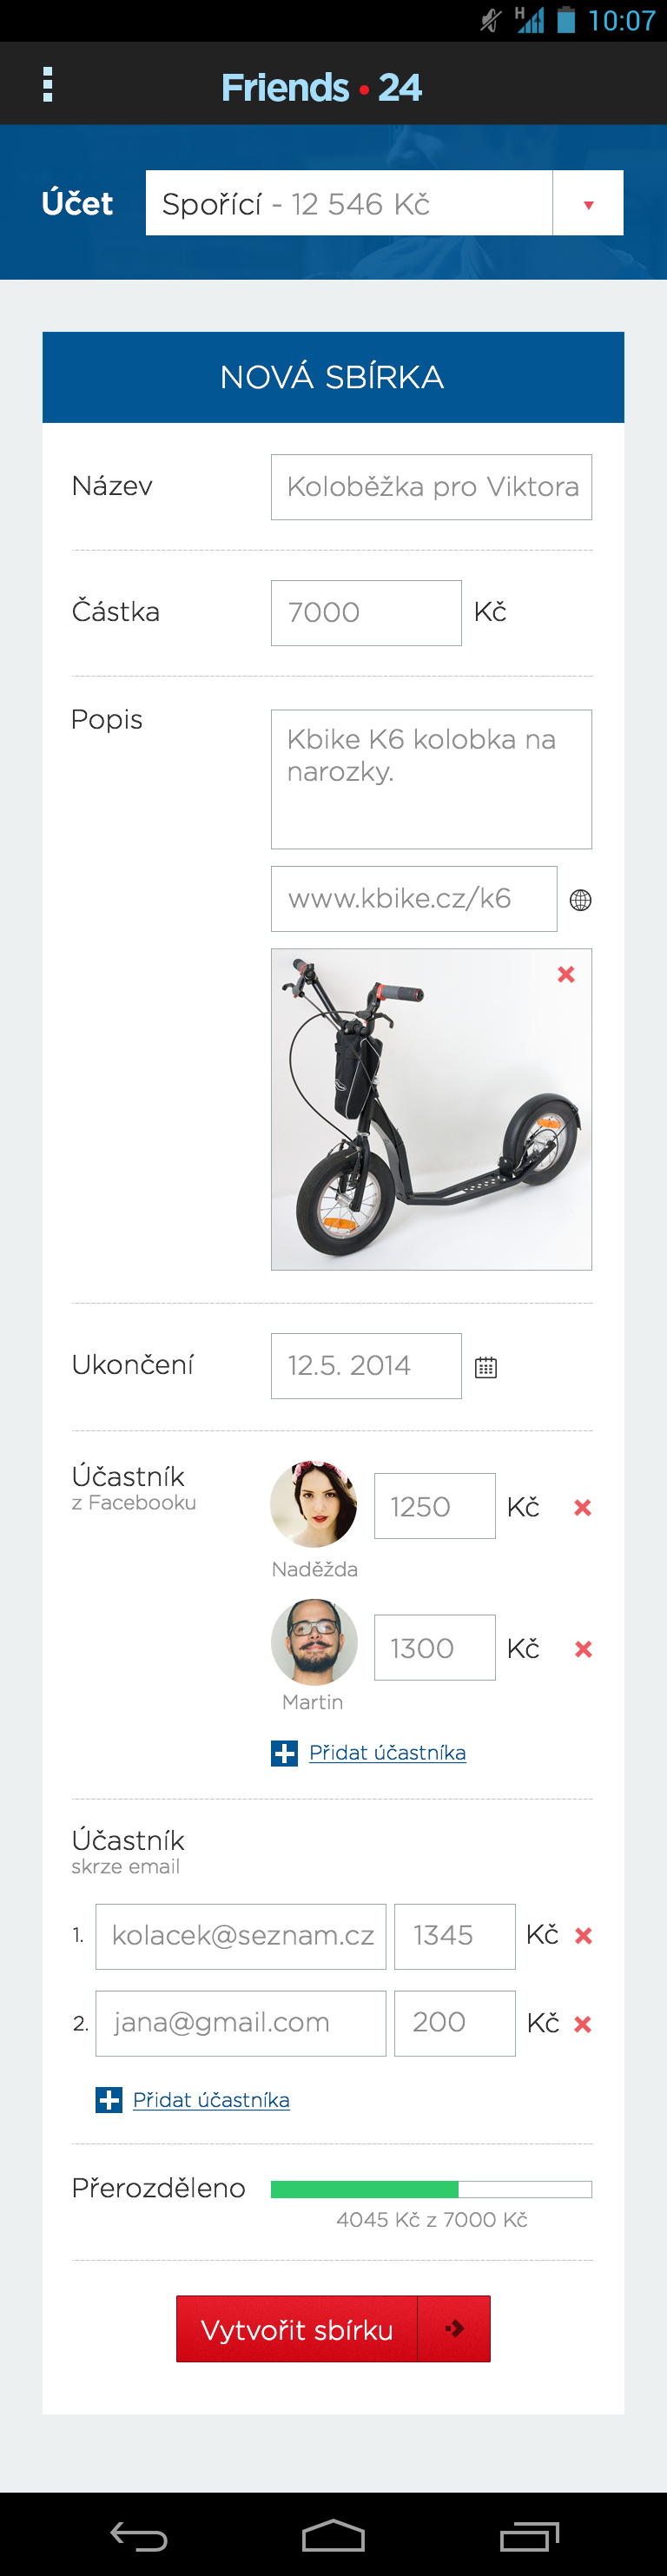 H 10:07
Friends • 24
Účet
Spořící - 12 546 Kč
NOVÁ SBÍRKA
Název
Koloběžka pro Viktora
Částka
7000 Kč
Popis
Kbike K6 kolobka na
narozky.
www.kbike.cz/k6
Ukončení
12.5. 2014
Účastník
z Facebooku
1250 Kč
Naděžda
1300 Kč
Martin
Přidat účastníka
Účastník
skrze email
1. kolacek@seznam.cz 1345 Kč
2. jana@gmail.com 200 Kč
Přidat účastníka
Přerozděleno
4045 Kč z 7000 Kč
Vytvořit sbírku